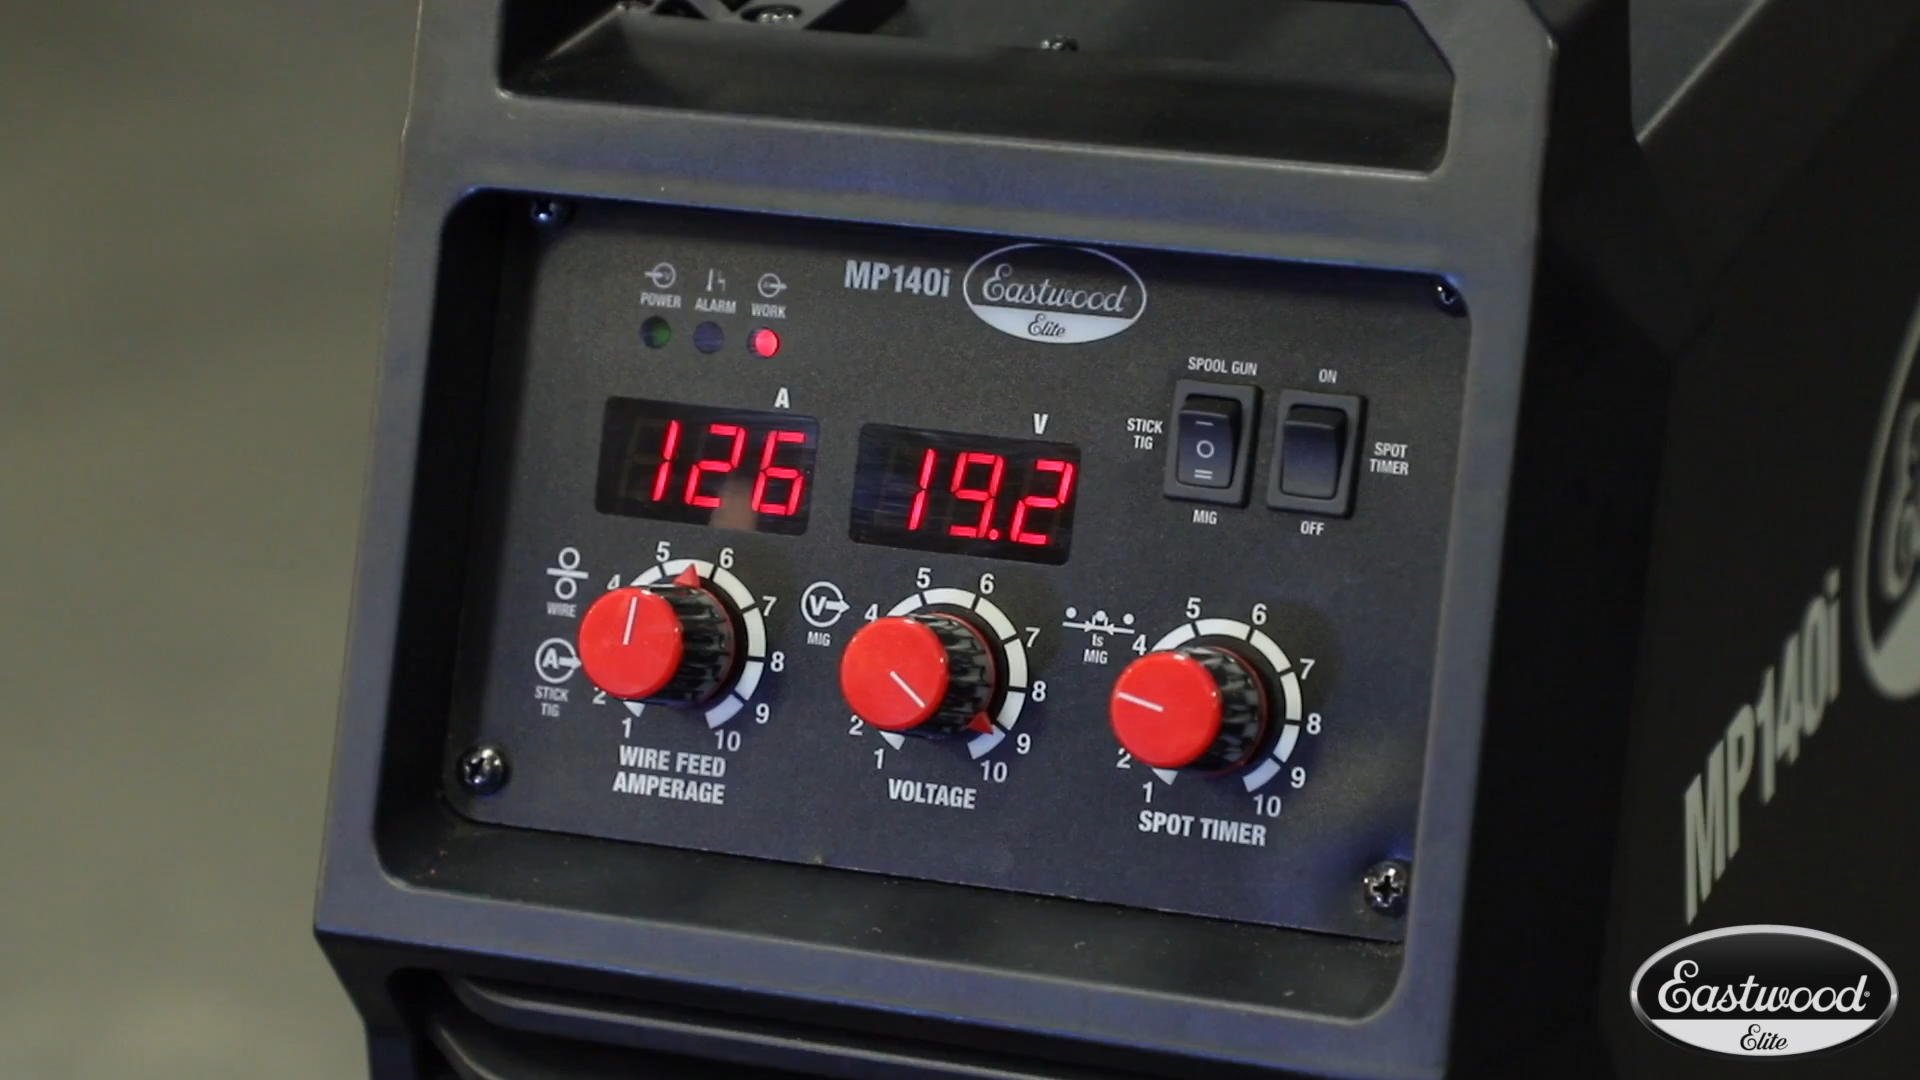 MP140i Eastwood
Elite
POWER ALARM WORK
A
126
V
19.2
SPOOL GUN
ON
STICK
TIG
SPOT
TIMER
MIG
OFF
WIRE
A
STICK
TIG
1 2 4 5 6 7 8 9 10
WIRE FEED
AMPERAGE
V
MIG
1 2 4 5 6 7 8 9 10
VOLTAGE
ts
MIG
1 2 4 5 6 7 8 9 10
SPOT TIMER
MP140i
Eastwood
Elite